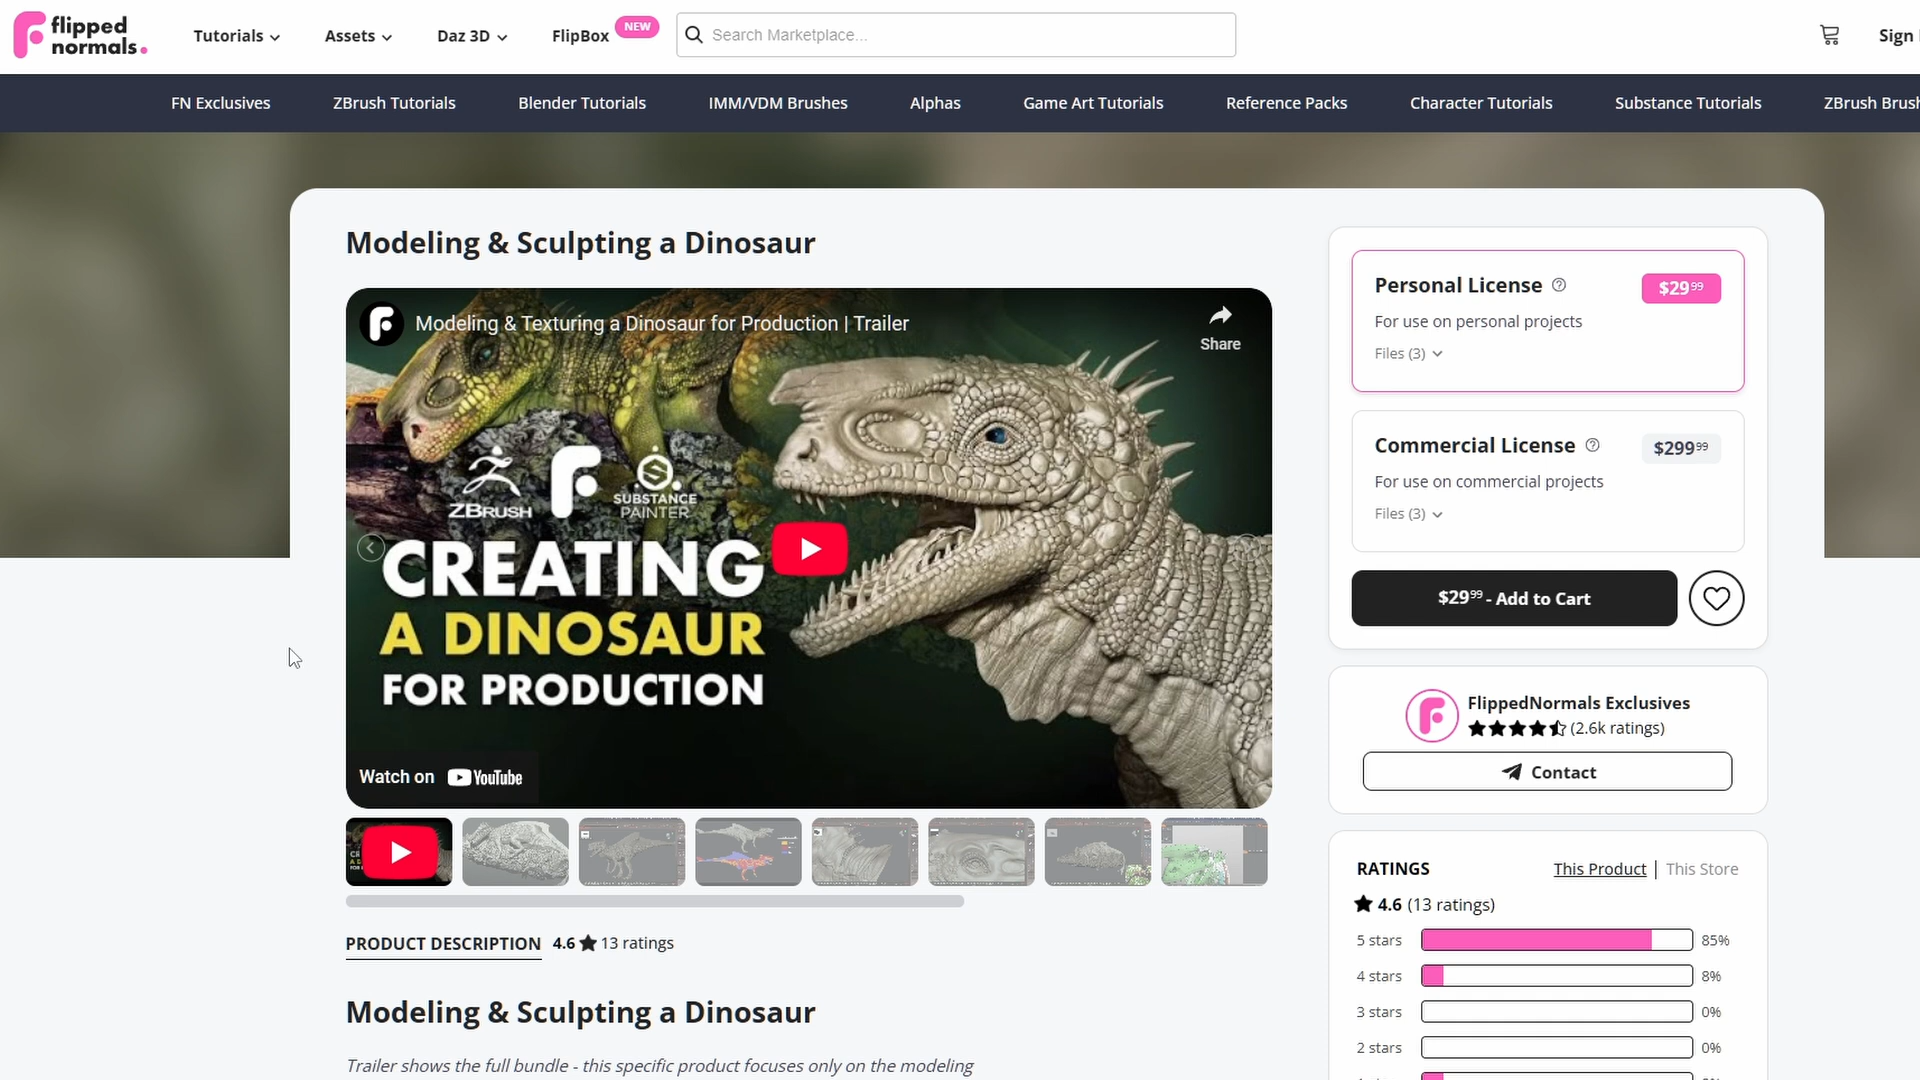 flipped
normals.
Tutorials
Assets
Daz 3D
FlipBox
NEW
Search Marketplace...
Sign
FN Exclusives
ZBrush Tutorials
Blender Tutorials
IMM/VDM Brushes
Alphas
Game Art Tutorials
Reference Packs
Character Tutorials
Substance Tutorials
ZBrush Brush
Modeling & Sculpting a Dinosaur
Modeling & Texturing a Dinosaur for Production | Trailer
Share
ZBRUSH
SUBSTANCE
PAINTER
CREATING
A DINOSAUR
FOR PRODUCTION
Watch on YouTube
Personal License
$29.99
For use on personal projects
Files (3)
Commercial License
$299.99
For use on commercial projects
Files (3)
$29.99 - Add to Cart
FlippedNormals Exclusives
(2.6k ratings)
Contact
RATINGS
This Product | This Store
4.6 (13 ratings)
5 stars 85%
4 stars 8%
3 stars 0%
2 stars 0%
PRODUCT DESCRIPTION 4.6 ★ 13 ratings
Modeling & Sculpting a Dinosaur
Trailer shows the full bundle - this specific product focuses only on the modeling